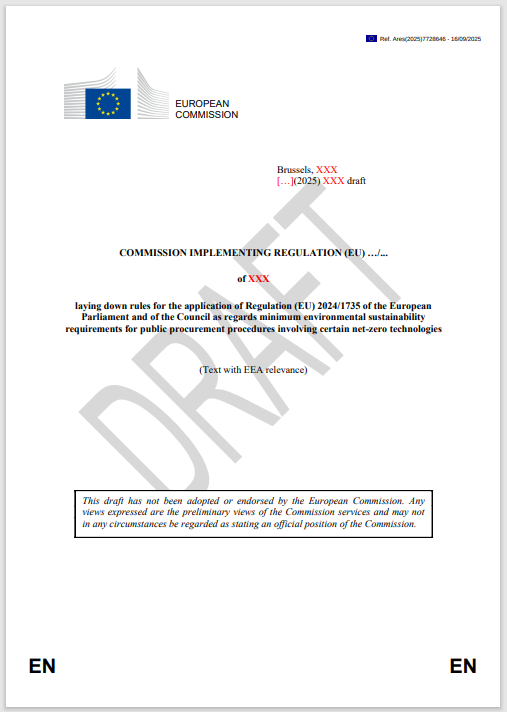 Ref. Ares(2025)7728646 - 16/09/2025
EUROPEAN
COMMISSION
Brussels, XXX
[…](2025) XXX draft
COMMISSION IMPLEMENTING REGULATION (EU) …/...
of XXX
laying down rules for the application of Regulation (EU) 2024/1735 of the European
Parliament and of the Council as regards minimum environmental sustainability
requirements for public procurement procedures involving certain net-zero technologies
(Text with EEA relevance)
DRAFT
This draft has not been adopted or endorsed by the European Commission. Any
views expressed are the preliminary views of the Commission services and may not
in any circumstances be regarded as stating an official position of the Commission.
EN
EN